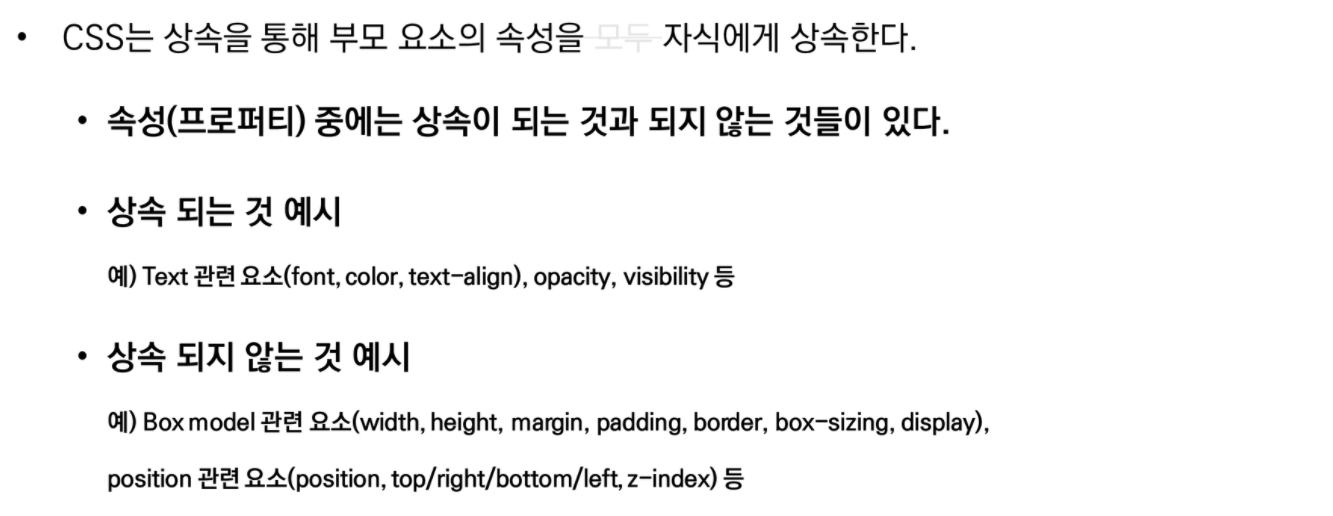 • CSS는 상속을 통해 부모 요소의 속성을 모두 자식에게 상속한다.
• 속성(프로퍼티) 중에는 상속이 되는 것과 되지 않는 것들이 있다.
• 상속 되는 것 예시
예) Text 관련 요소(font, color, text-align), opacity, visibility 등
• 상속 되지 않는 것 예시
예) Box model 관련 요소(width, height, margin, padding, border, box-sizing, display),
position 관련 요소(position, top/right/bottom/left, z-index) 등